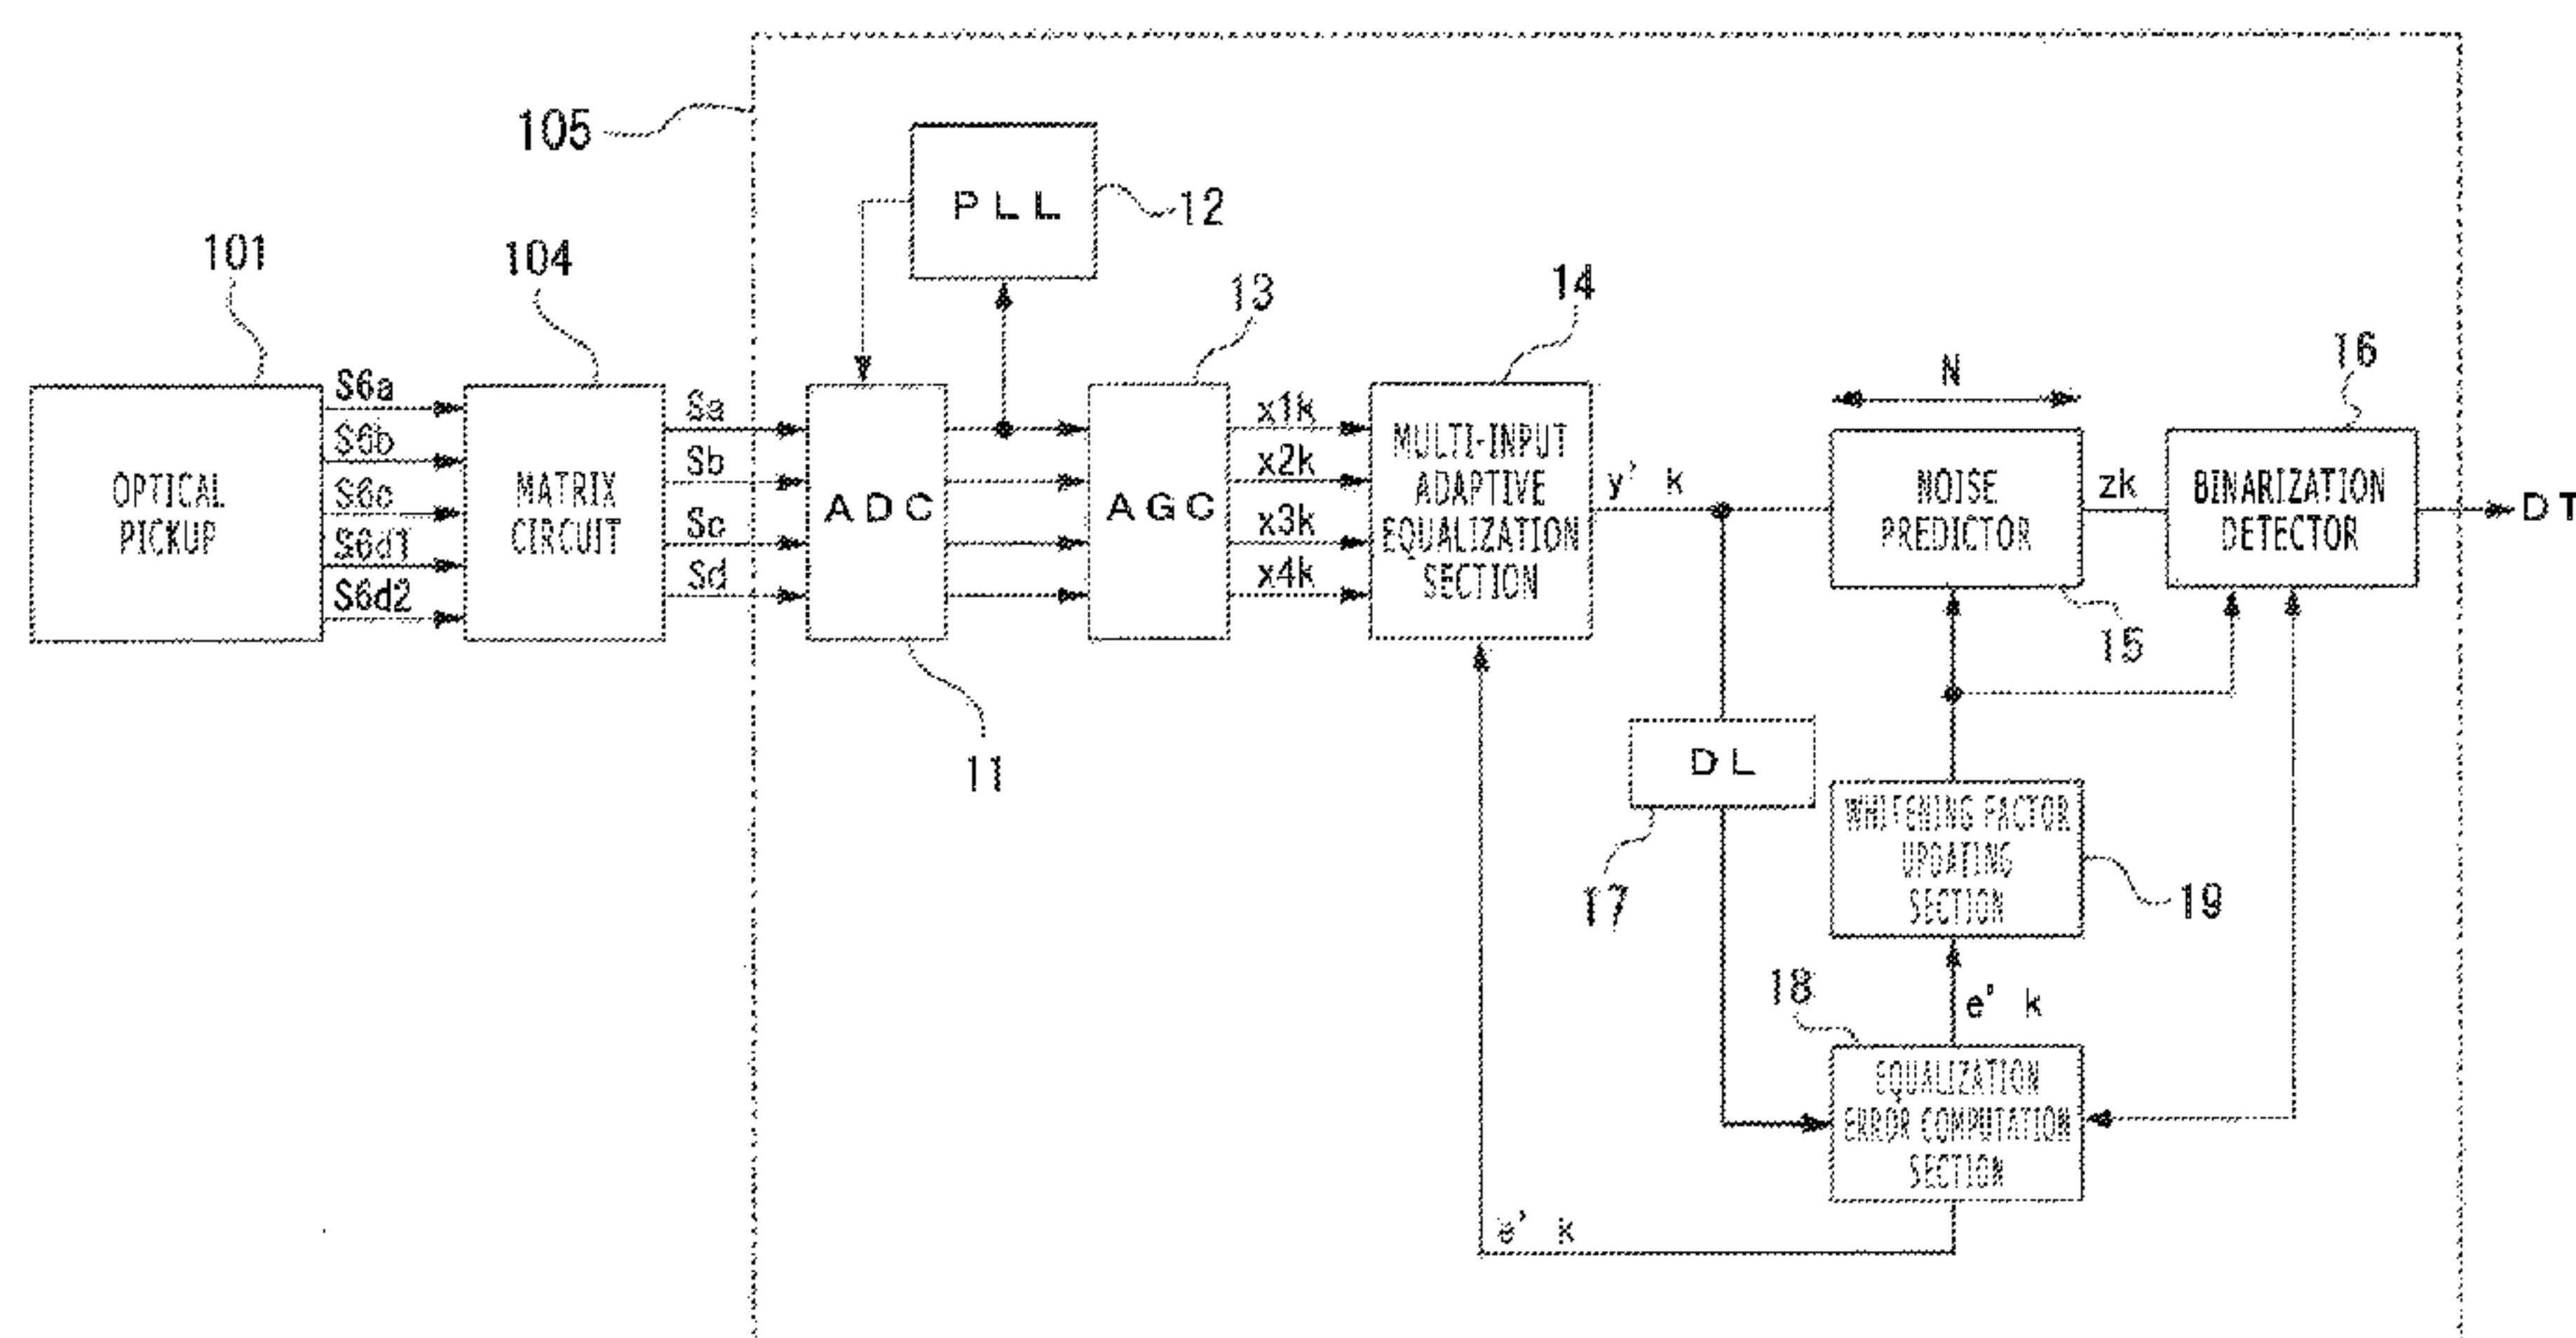 105
PLL
12
101
104
13
14
N
16
S6a
S6b
S6c
S6d1
S6d2
Sa
Sb
Sc
Sd
x1k
x2k
x3k
x4k
OPTICAL
PICKUP
MATRIX
CIRCUIT
ADC
AGC
MULTI-INPUT
ADAPTIVE
EQUALIZATION
SECTION
y' k
NOISE
PREDICTOR
zk
BINARIZATION
DETECTOR
DT
15
11
DL
17
WHITENING FACTOR
UPDATING
SECTION
19
18
e' k
EQUALIZATION
ERROR COMPUTATION
SECTION
e' k